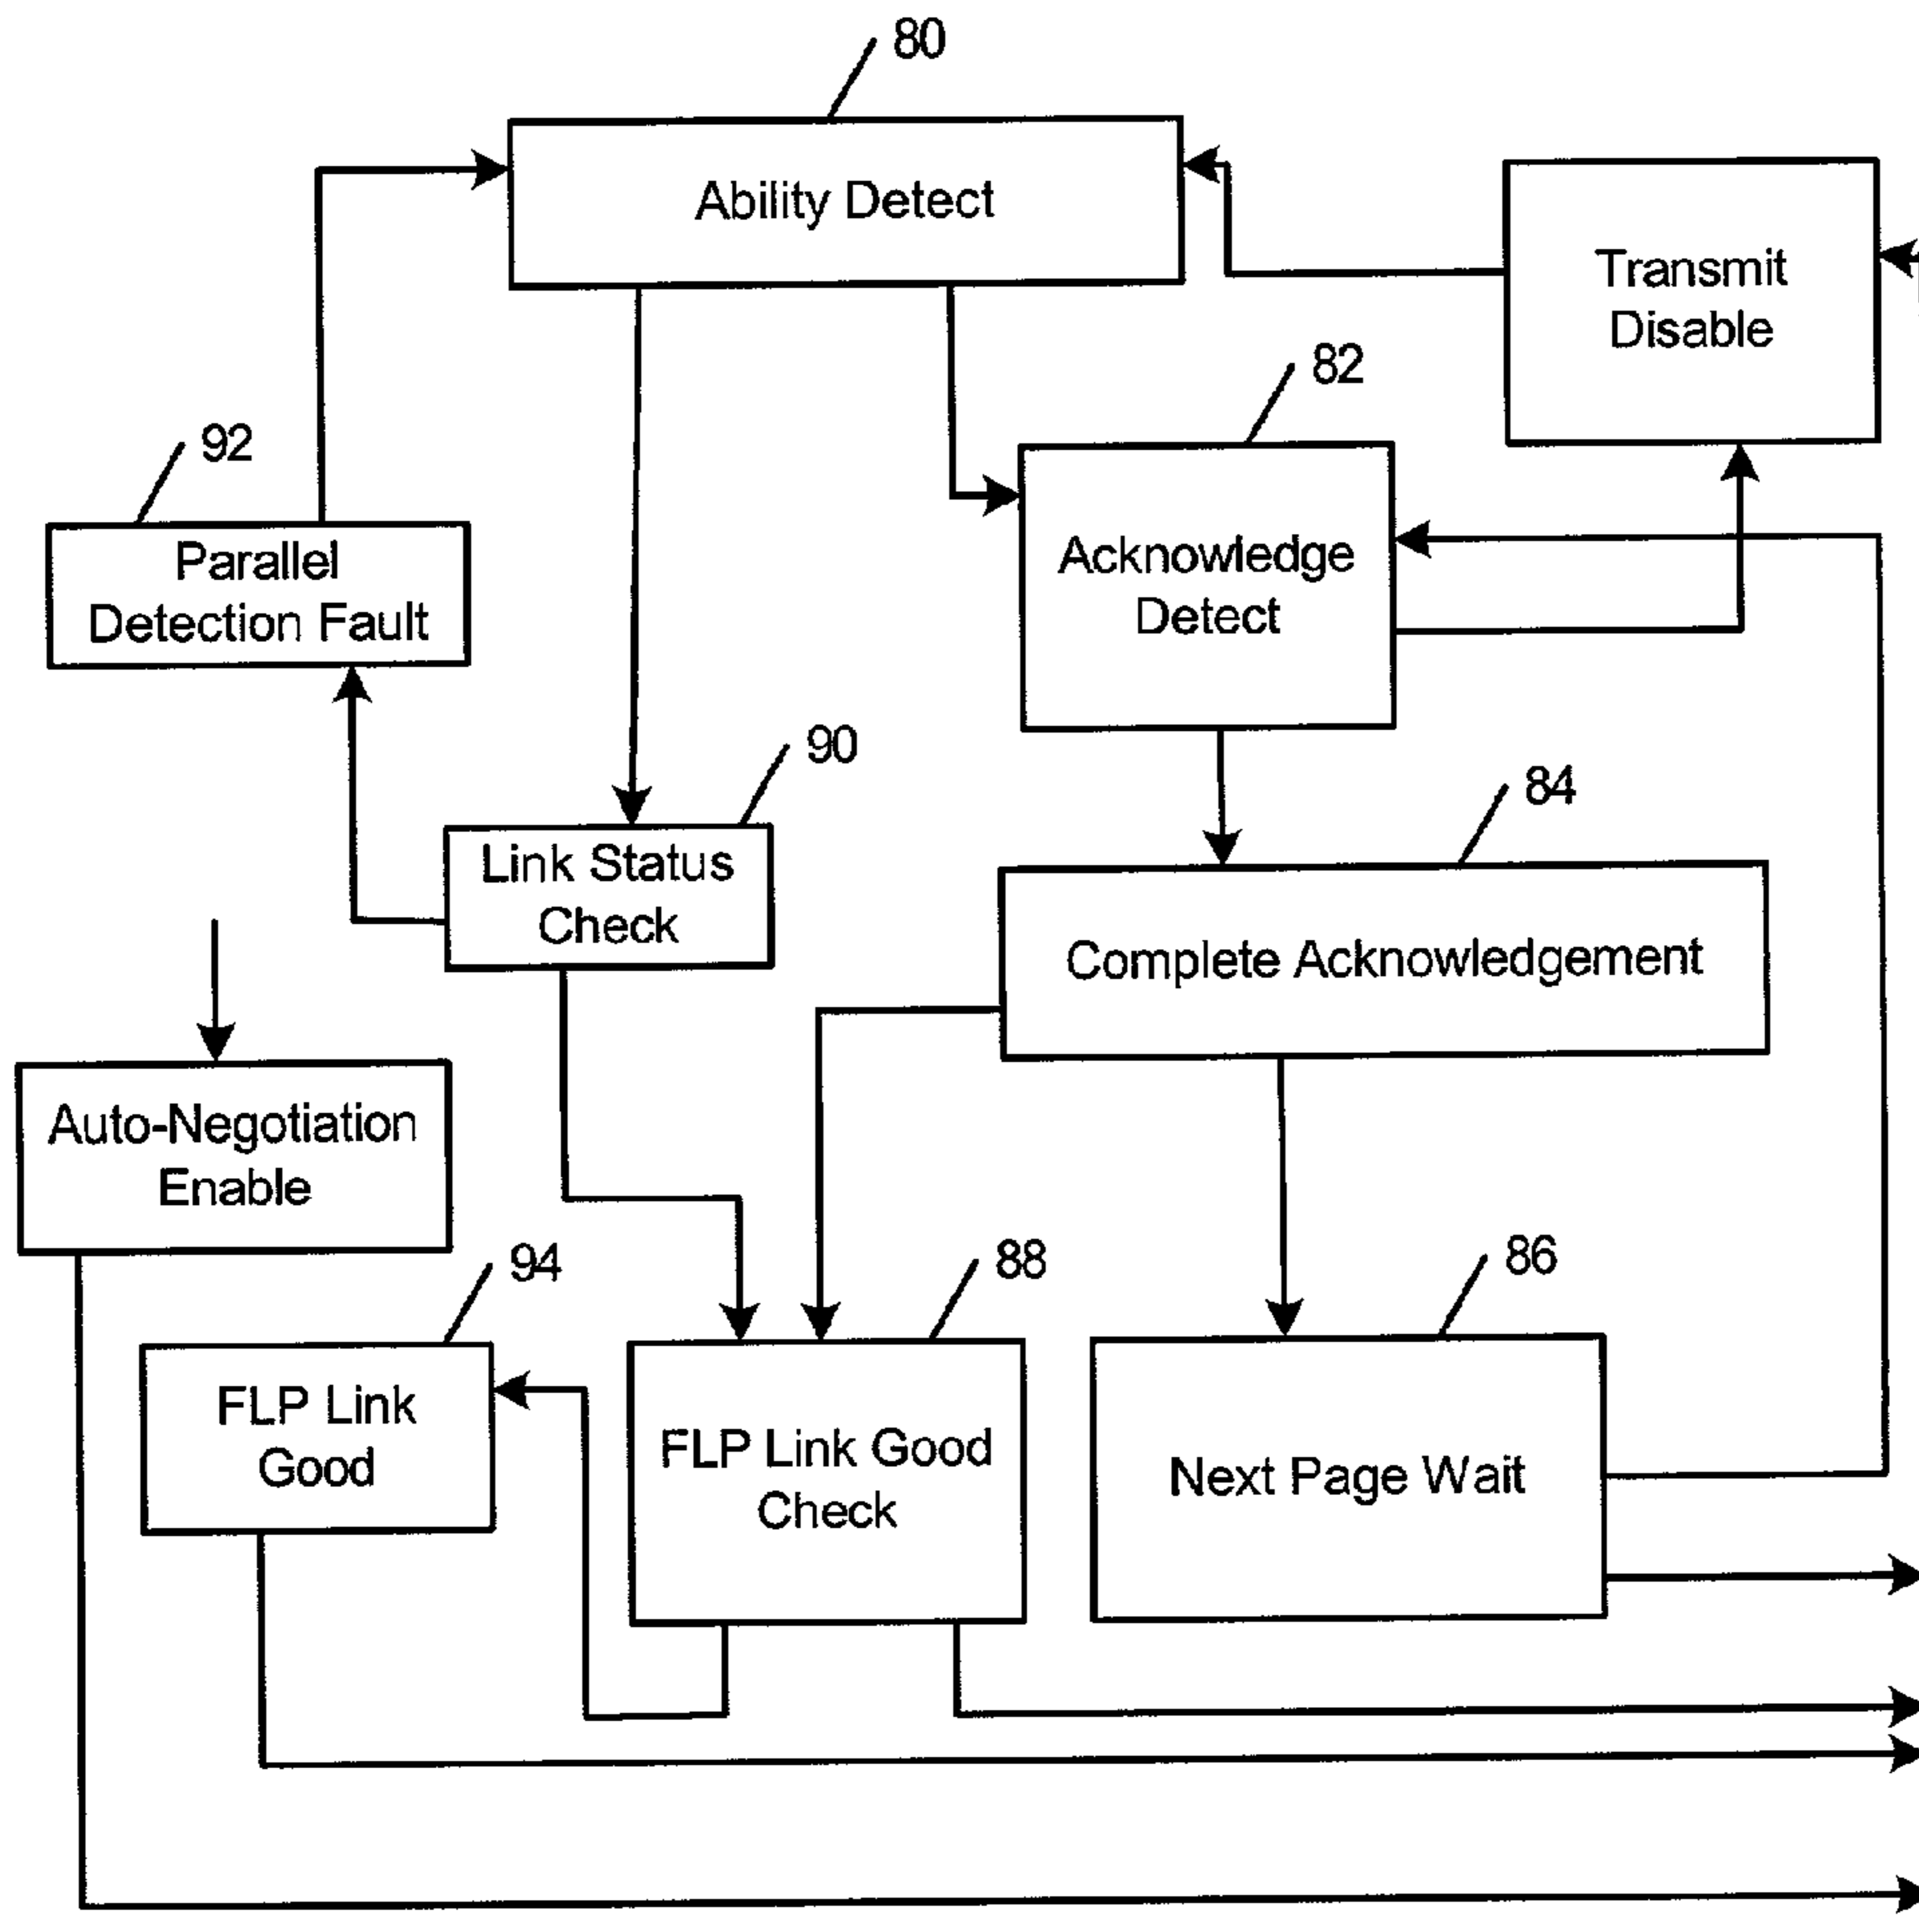 80
Ability Detect
Transmit
Disable
82
92
Parallel
Detection Fault
Acknowledge
Detect
90
84
Link Status
Check
Complete Acknowledgement
Auto-Negotiation
Enable
94
88
86
FLP Link
Good
FLP Link Good
Check
Next Page Wait